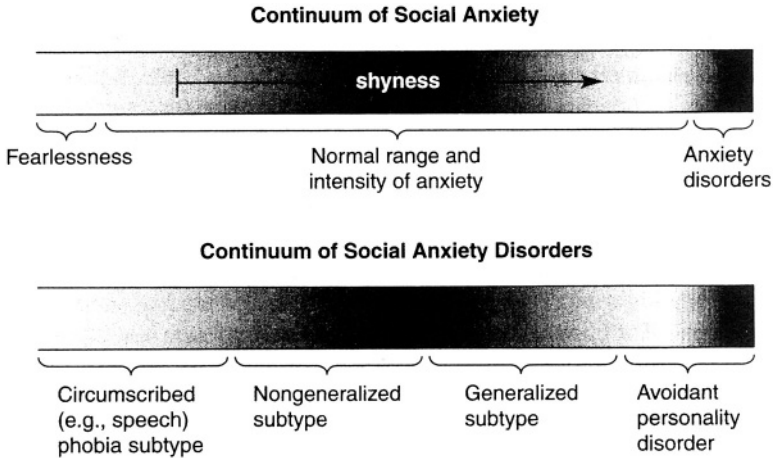 Continuum of Social Anxiety
shyness
Fearlessness
Normal range and
intensity of anxiety
Anxiety
disorders
Continuum of Social Anxiety Disorders
Circumscribed
(e.g., speech)
phobia subtype
Nongeneralized
subtype
Generalized
subtype
Avoidant
personality
disorder